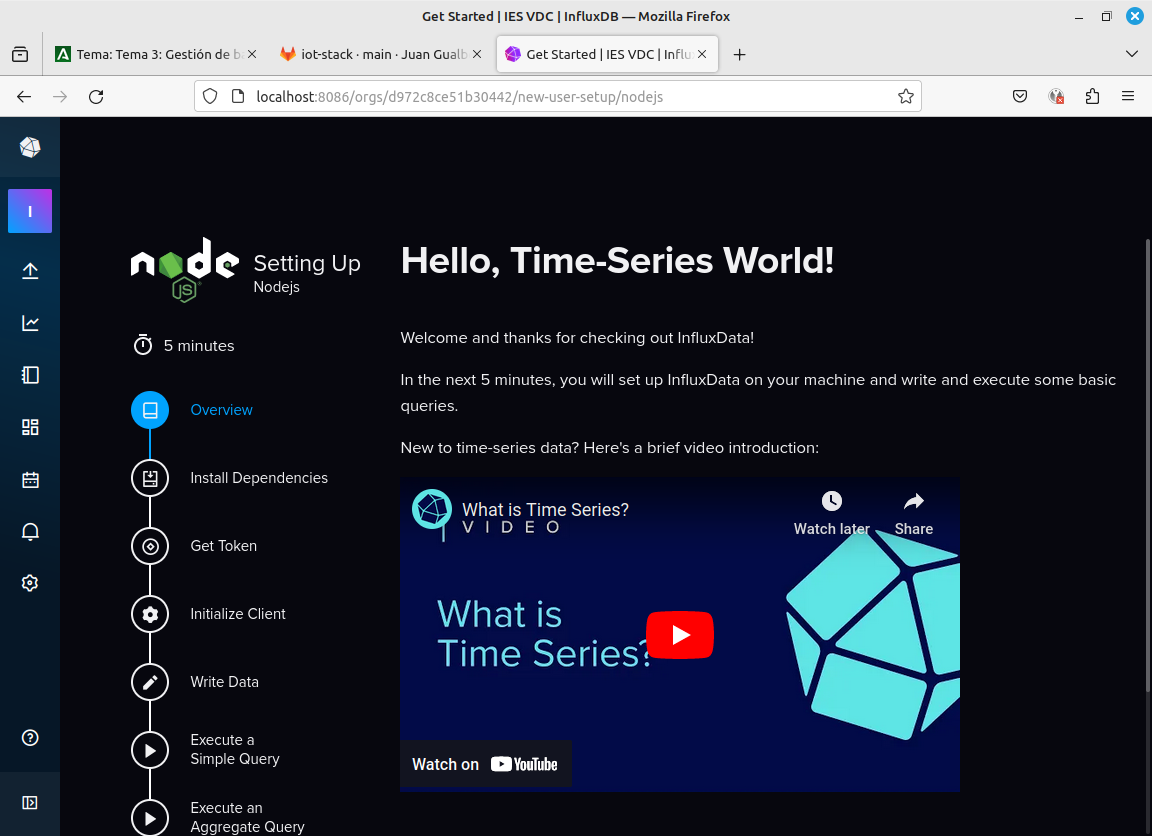 Get Started | IES VDC | InfluxDB — Mozilla Firefox
Tema: Tema 3: Gestión de b
iot-stack · main · Juan Gualb
Get Started | IES VDC | Influ
localhost:8086/orgs/d972c8ce51b30442/new-user-setup/nodejs
I
node
JS
Setting Up
Nodejs
5 minutes
Overview
Install Dependencies
Get Token
Initialize Client
Write Data
Execute a
Simple Query
Execute an
Aggregate Query
Hello, Time-Series World!
Welcome and thanks for checking out InfluxData!
In the next 5 minutes, you will set up InfluxData on your machine and write and execute some basic
queries.
New to time-series data? Here's a brief video introduction:
What is Time Series?
VIDEO
Watch later
Share
What is
Time Series?
Watch on YouTube